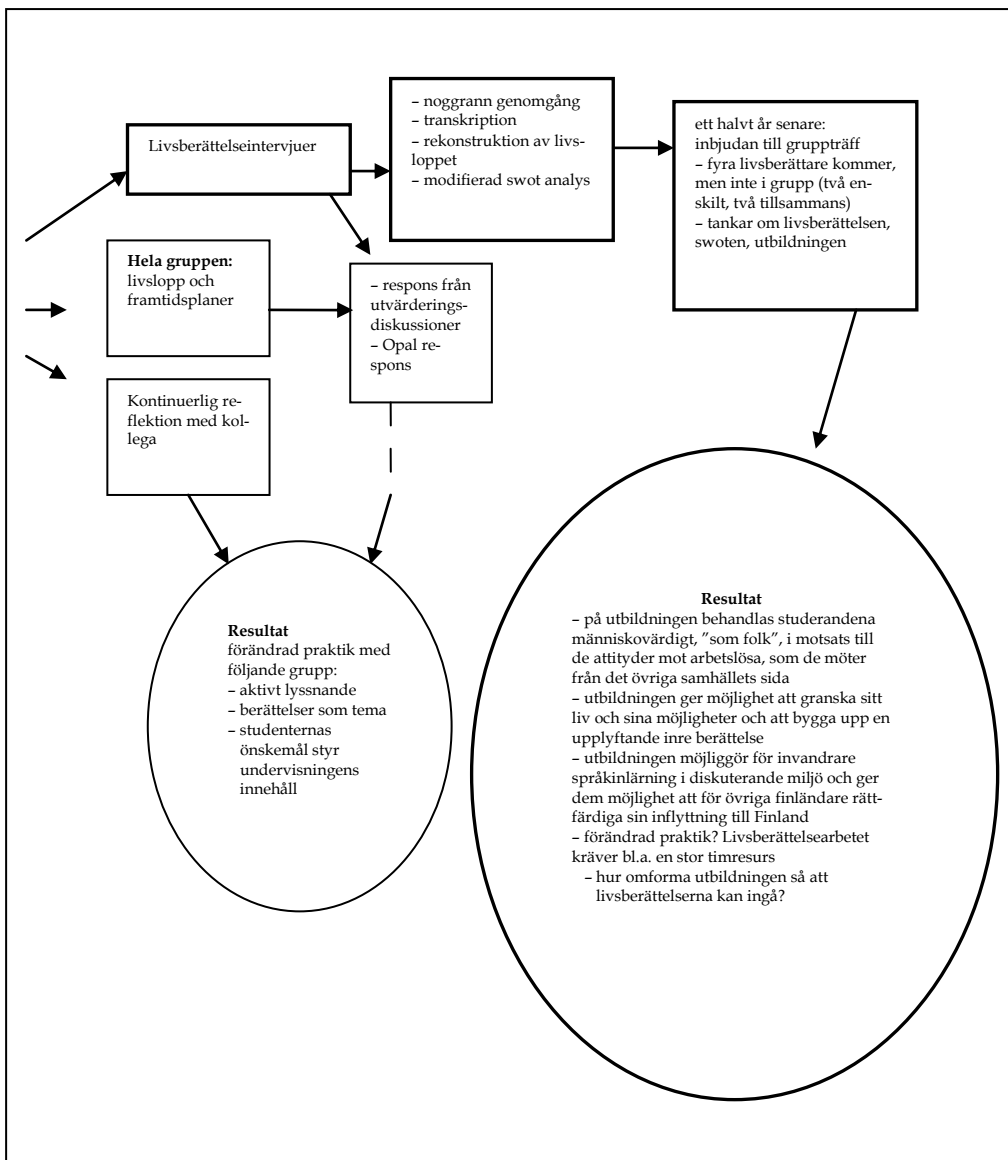 Livsberättelseintervjuer
– noggrann genomgång
– transkription
– rekonstruktion av livs-
loppet
– modifierad swot analys
ett halvt år senare:
inbjudan till gruppträff
– fyra livsberättare kommer,
men inte i grupp (två en-
skilt, två tillsammans)
– tankar om livsberättelsen,
swoten, utbildningen
Hela gruppen:
livslopp och
framtidsplaner
– respons från
utvärderings-
diskussioner
– Opal re-
spons
Kontinuerlig re-
flektion med kol-
lega
Resultat
förändrad praktik med
följande grupp:
– aktivt lyssnande
– berättelser som tema
– studenternas
önskemål styr
undervisningens
innehåll
Resultat
– på utbildningen behandlas studerandena
människovärdigt, ”som folk”, i motsats till
de attityder mot arbetslösa, som de möter
från det övriga samhällets sida
– utbildningen ger möjlighet att granska sitt
liv och sina möjligheter och att bygga upp en
upplyftande inre berättelse
– utbildningen möjliggör för invandrare
språkinlärning i diskuterande miljö och ger
dem möjlighet att för övriga finländare rätt-
färdiga sin inflyttning till Finland
– förändrad praktik? Livsberättelsearbetet
kräver bl.a. en stor timresurs
– hur omforma utbildningen så att
livsberättelserna kan ingå?